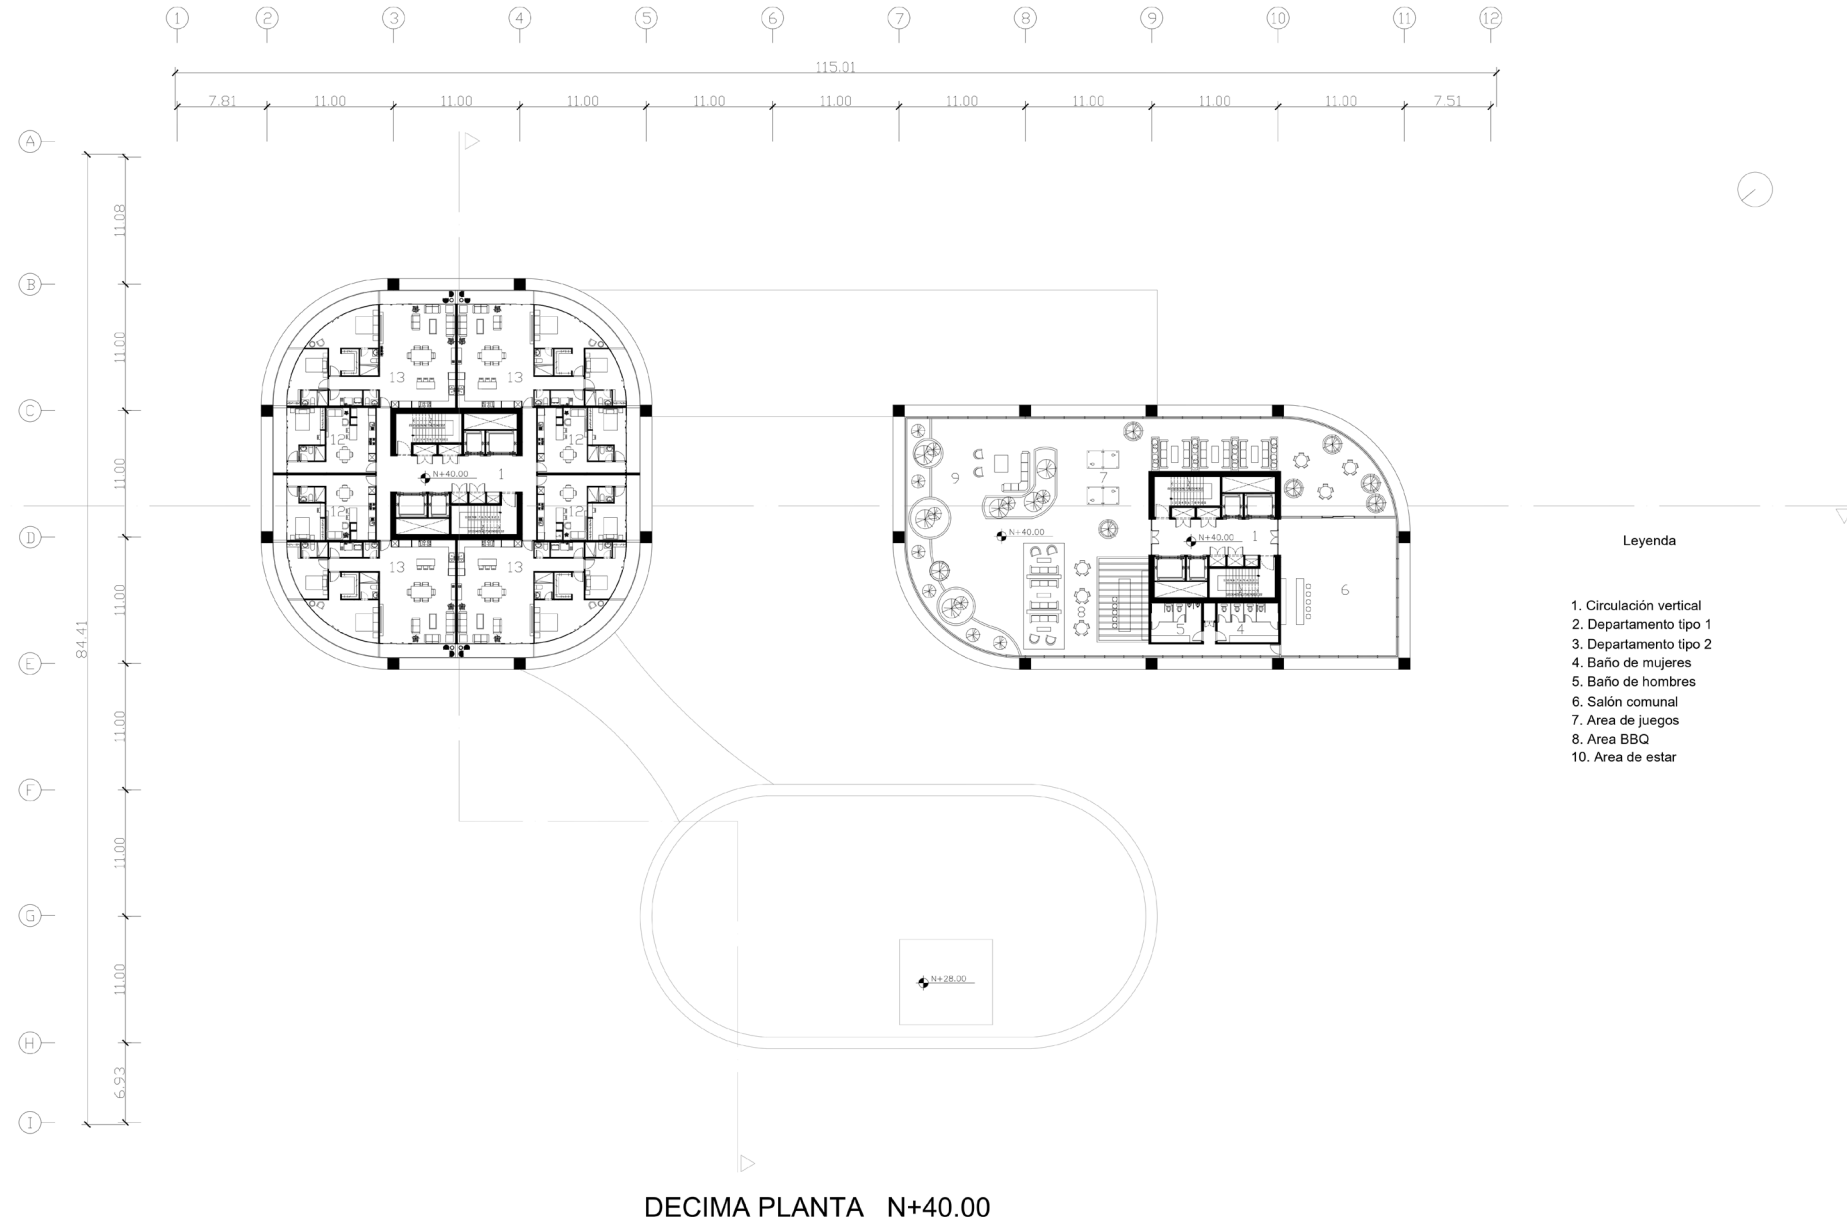 1 2 3 4 5 6 7 8 9 10 11 12
115.01
7.81 11.00 11.00 11.00 11.00 11.00 11.00 11.00 11.00 11.00 7.51
A
11.08
B
11.00
13 13
C
12 12
11.00
N+40.00 1
9 7
12 12
D
N+40.00 N+40.00 1
Leyenda
13 13
11.00
6
8 5 4
1. Circulación vertical
2. Departamento tipo 1
3. Departamento tipo 2
4. Baño de mujeres
5. Baño de hombres
6. Salón comunal
7. Area de juegos
8. Area BBQ
10. Area de estar
84.41
E
11.00
F
11.00
G
11.00
N+28.00
H
6.93
I
DECIMA PLANTA N+40.00